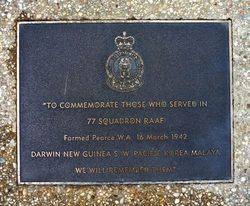 "TO COMMEMORATE THOSE WHO SERVED IN
77 SQUADRON RAAF
Formed Pearce W.A. 16 March 1942
DARWIN NEW GUINEA S.W. PACIFIC KOREA MALAYA
WE WILL REMEMBER THEM"